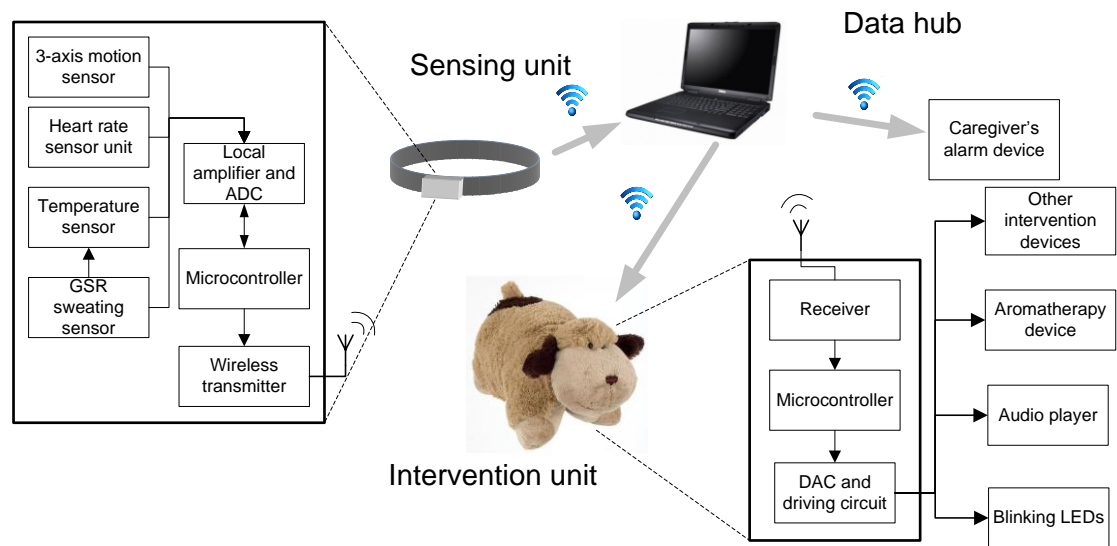 3-axis motion
sensor
Heart rate
sensor unit
Temperature
sensor
GSR
sweating
sensor
Local
amplifier and
ADC
Microcontroller
Wireless
transmitter
Sensing unit
Data hub
Caregiver's
alarm device
Intervention unit
Receiver
Microcontroller
DAC and
driving circuit
Other
intervention
devices
Aromatherapy
device
Audio player
Blinking LEDs